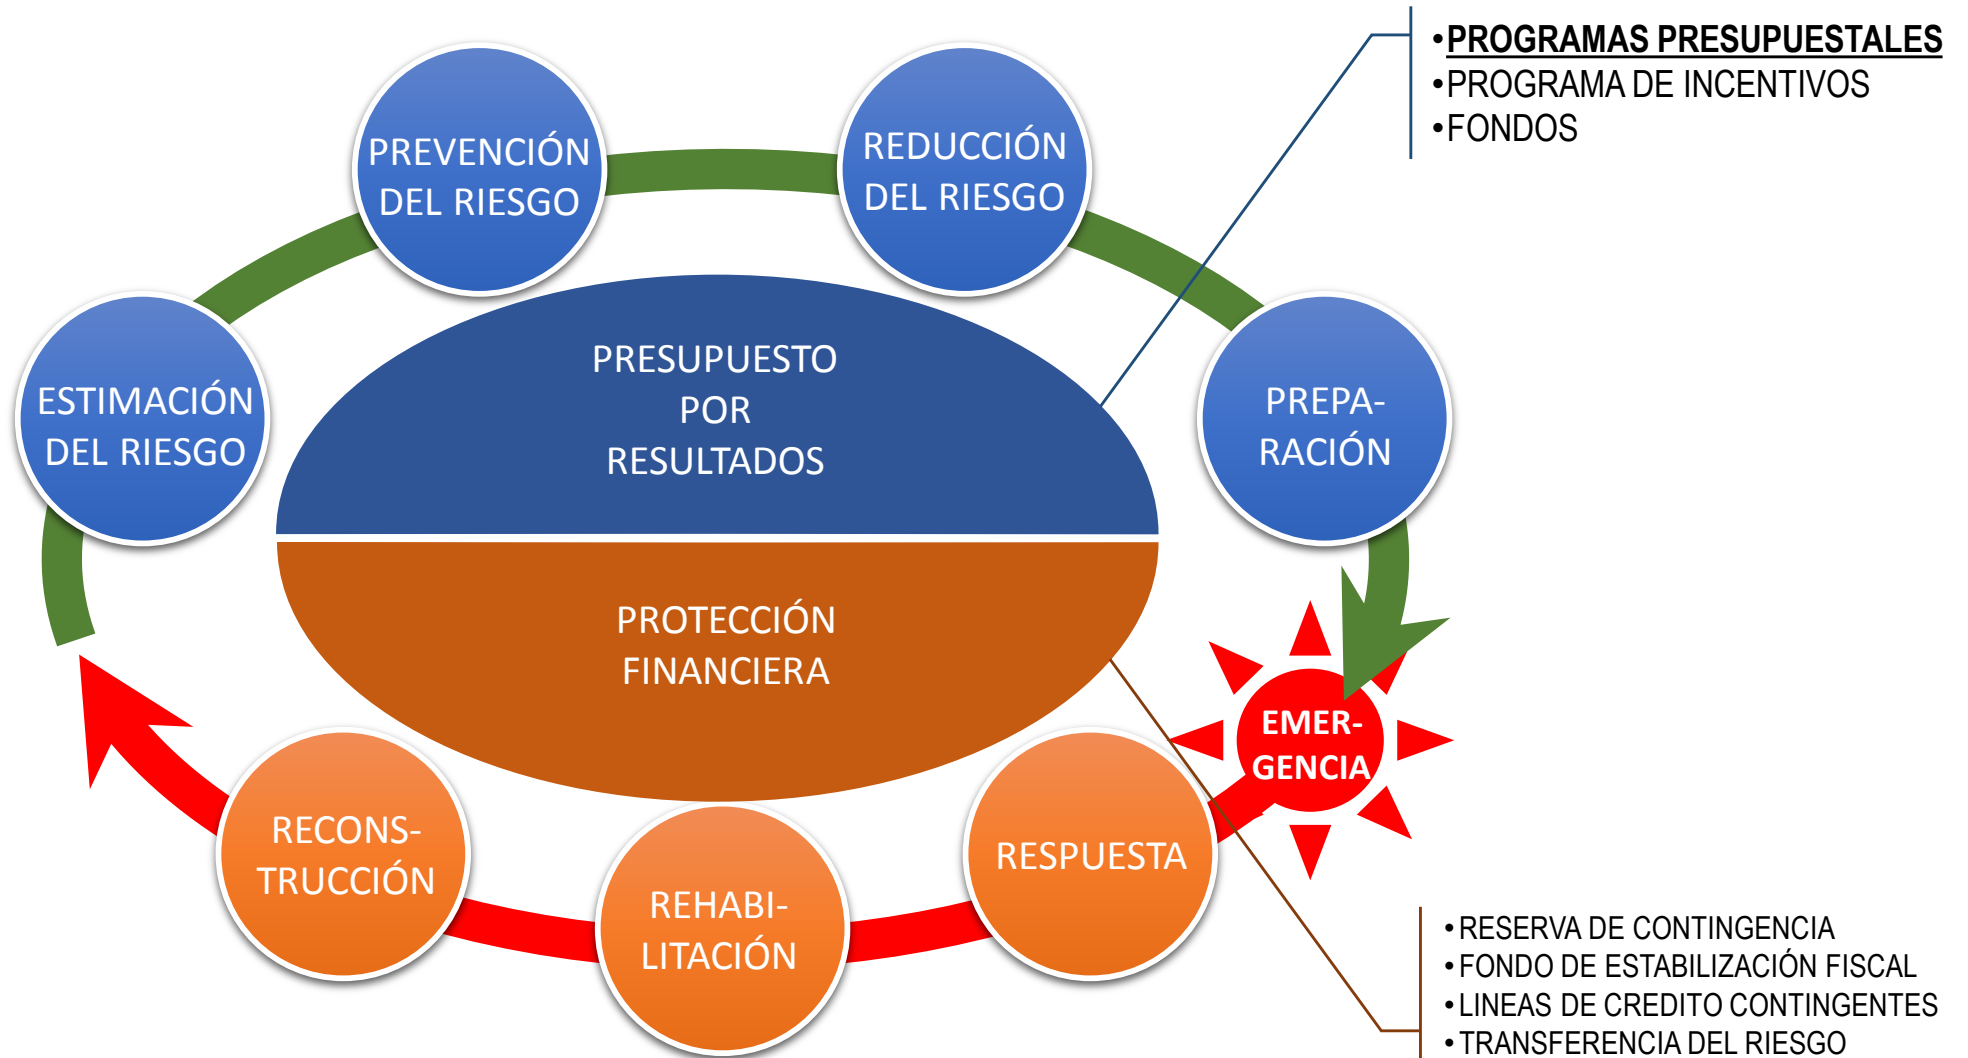 •PROGRAMAS PRESUPUESTALES
•PROGRAMA DE INCENTIVOS
•FONDOS
PREVENCIÓN
DEL RIESGO
REDUCCIÓN
DEL RIESGO
ESTIMACIÓN
DEL RIESGO
PRESUPUESTO
POR
RESULTADOS
PREPA-
RACIÓN
PROTECCIÓN
FINANCIERA
EMER-
GENCIA
RECONS-
TRUCCIÓN
REHABI-
LITACIÓN
RESPUESTA
•RESERVA DE CONTINGENCIA
•FONDO DE ESTABILIZACIÓN FISCAL
•LINEAS DE CREDITO CONTINGENTES
•TRANSFERENCIA DEL RIESGO